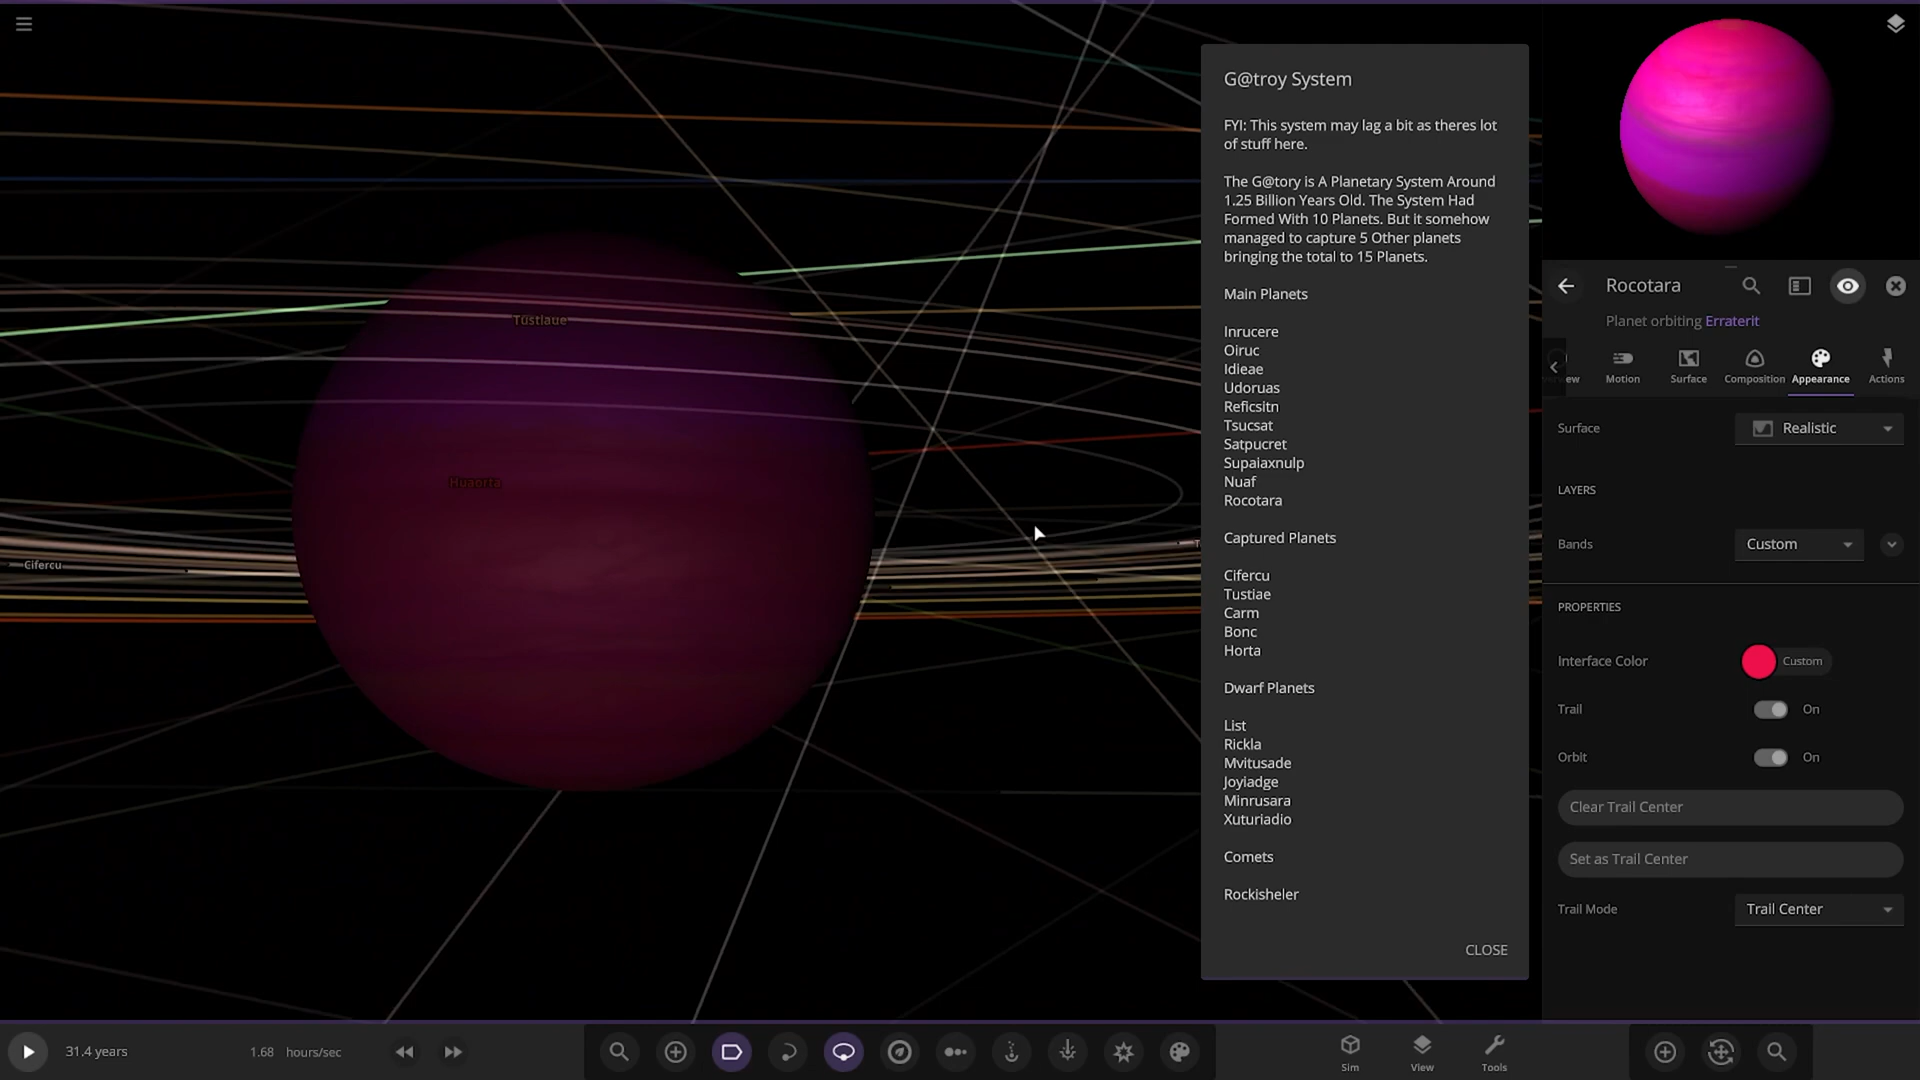 G@troy System
FYI: This system may lag a bit as theres lot
of stuff here.
The G@tory is A Planetary System Around
1.25 Billion Years Old. The System Had
Formed With 10 Planets. But it somehow
managed to capture 5 Other planets
bringing the total to 15 Planets.
Main Planets
Inrucere
Oiruc
Idieae
Udoruas
Reficsitn
Tsucsat
Satpucret
Supaiaxnulp
Nuaf
Rocotara
Captured Planets
Cifercu
Tustiae
Carm
Bonc
Horta
Dwarf Planets
List
Rickla
Mvitusade
Joyiadge
Minrusara
Xuturiadio
Comets
Rockisheler
CLOSE
Cifercu
Rocotara
Planet orbiting Erraterit
Motion
Surface
Composition
Appearance
Actions
Surface
Realistic
LAYERS
Bands
Custom
PROPERTIES
Interface Color
Custom
Trail
On
Orbit
On
Clear Trail Center
Set as Trail Center
Trail Mode
Trail Center
31.4 years
1.68 hours/sec
Sim
View
Tools